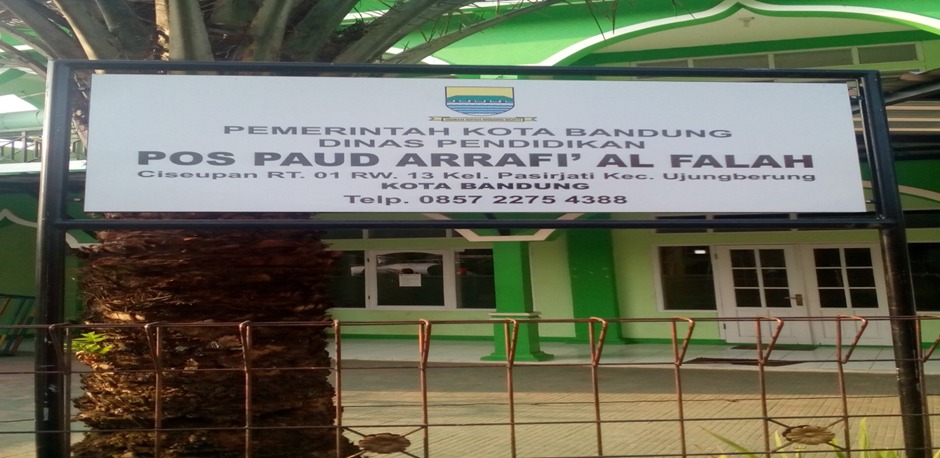 PEMERINTAH KOTA BANDUNG
DINAS PENDIDIKAN
POS PAUD ARRAFI' AL FALAH
Ciseupan RT. 01 RW. 13 Kel. Pasirjati Kec. Ujungberung
KOTA BANDUNG
Telp. 0857 2275 4388